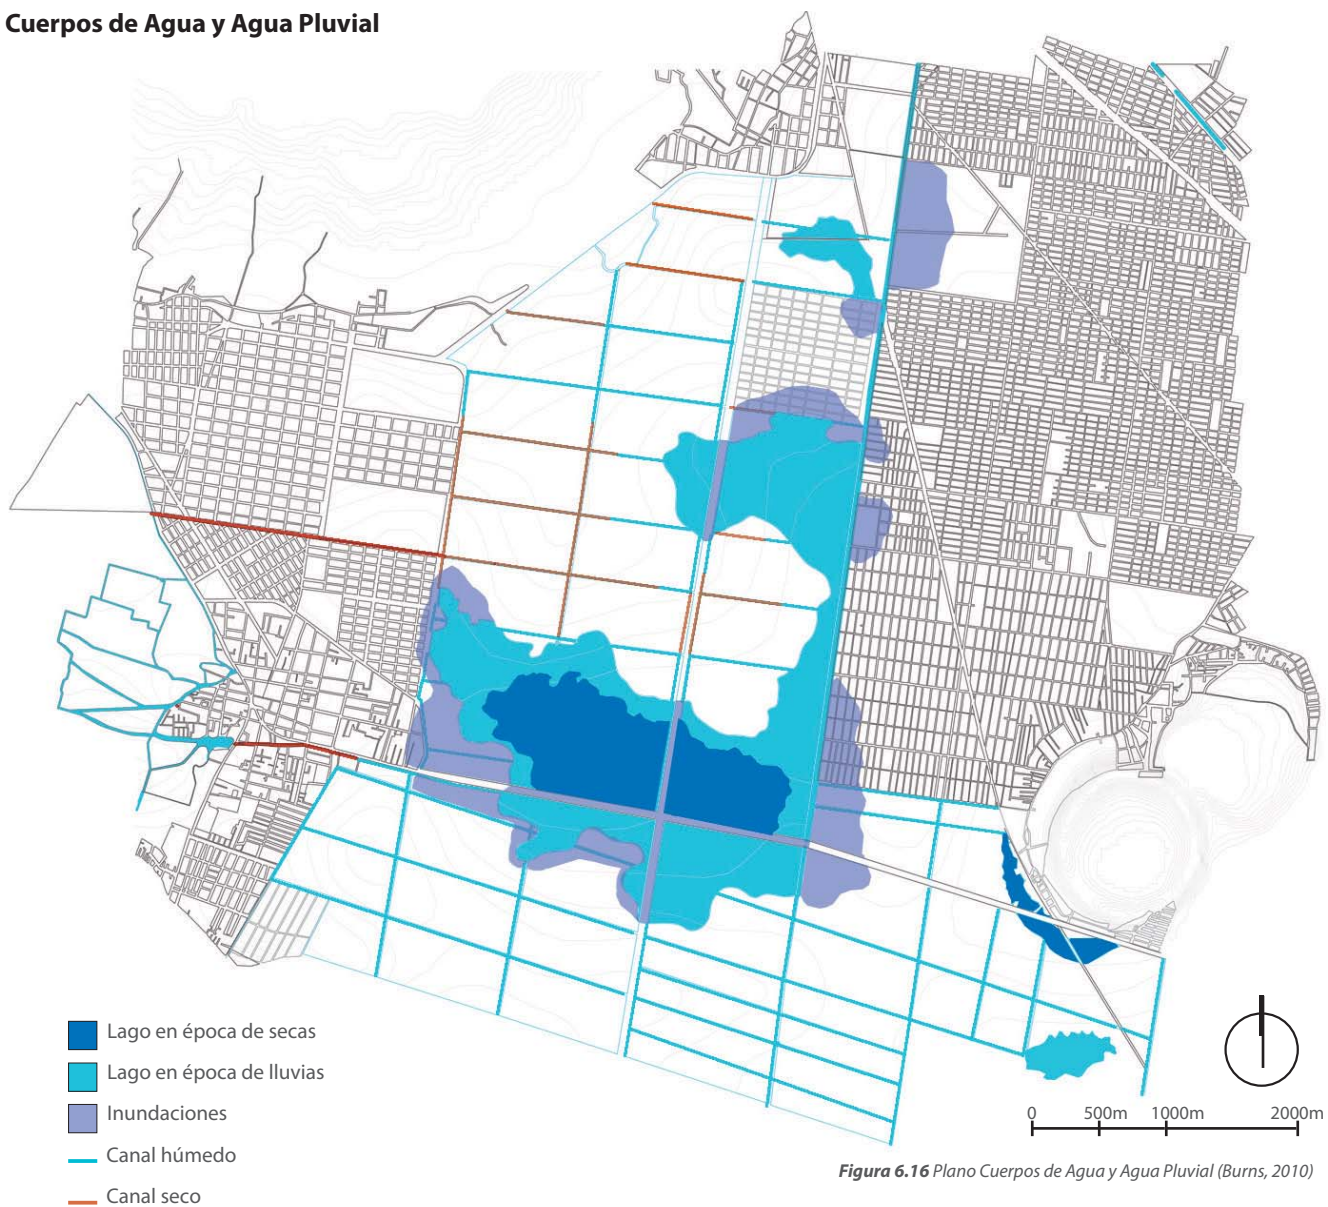 Cuerpos de Agua y Agua Pluvial
Lago en época de secas
Lago en época de lluvias
Inundaciones
Canal húmedo
Canal seco
0 500m 1000m 2000m
Figura 6.16 Plano Cuerpos de Agua y Agua Pluvial (Burns, 2010)